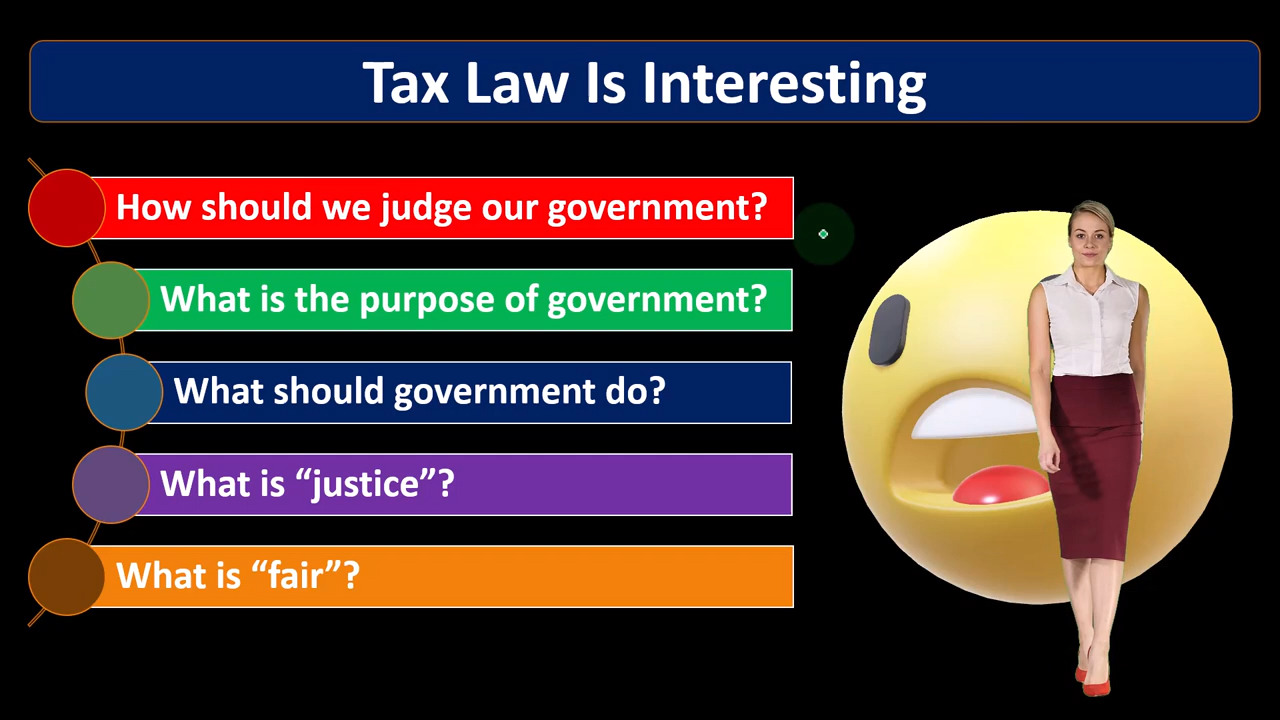 Tax Law Is Interesting
How should we judge our government?
What is the purpose of government?
What should government do?
What is “justice”?
What is “fair”?